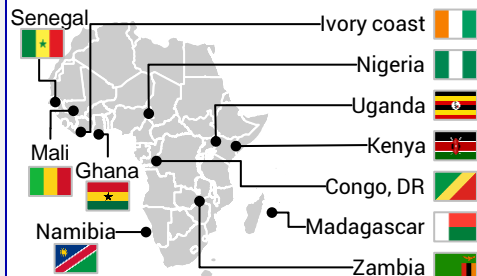 Senegal
Ivory coast
Nigeria
Uganda
Mali
Kenya
Ghana
Congo, DR
Namibia
Madagascar
Zambia